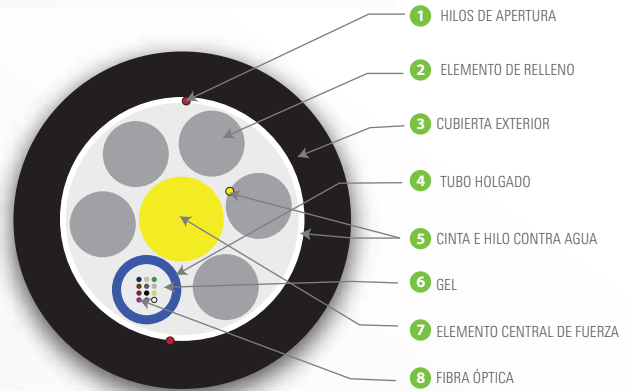 1 HILOS DE APERTURA
2 ELEMENTO DE RELLENO
3 CUBIERTA EXTERIOR
4 TUBO HOLGADO
5 CINTA E HILO CONTRA AGUA
6 GEL
7 ELEMENTO CENTRAL DE FUERZA
8 FIBRA ÓPTICA